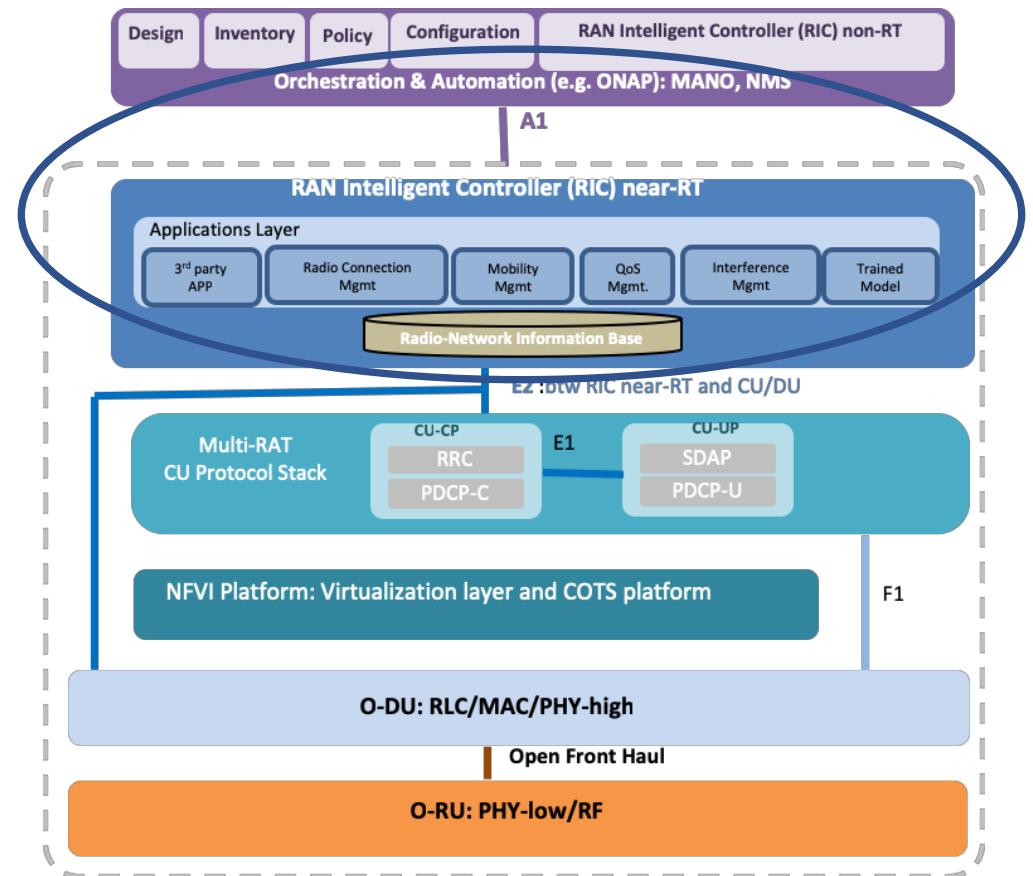 Design Inventory Policy Configuration RAN Intelligent Controller (RIC) non-RT
Orchestration & Automation (e.g. ONAP): MANO, NMS
A1
RAN Intelligent Controller (RIC) near-RT
Applications Layer
3rd party
APP
Radio Connection
Mgmt
Mobility
Mgmt
QoS
Mgmt.
Interference
Mgmt
Trained
Model
Radio-Network Information Base
E2 :btw RIC near-RT and CU/DU
Multi-RAT
CU Protocol Stack
CU-CP
RRC
PDCP-C
E1
CU-UP
SDAP
PDCP-U
NFVI Platform: Virtualization layer and COTS platform
F1
O-DU: RLC/MAC/PHY-high
Open Front Haul
O-RU: PHY-low/RF